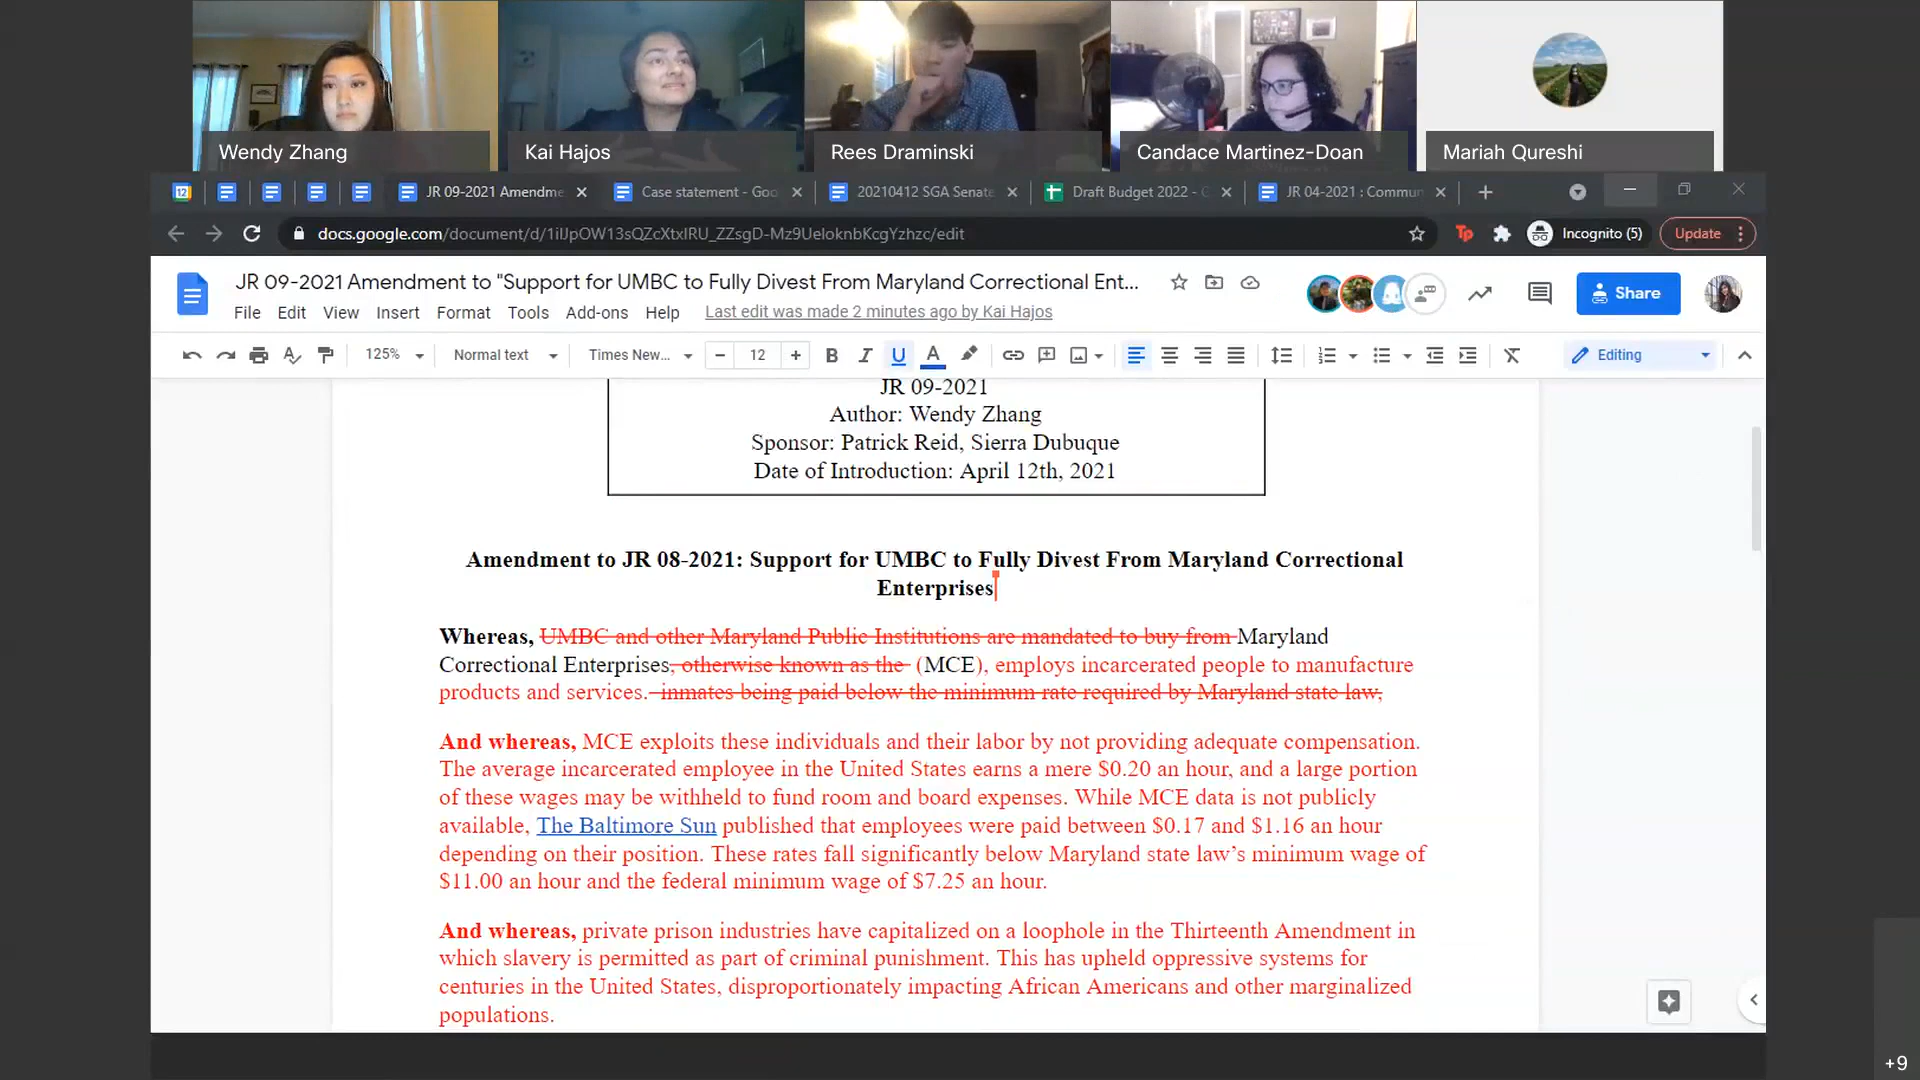 Wendy Zhang
Kai Hajos
Rees Draminski
Candace Martinez-Doan
Mariah Qureshi
12
JR 09-2021 Amendme
Case statement - Goo
20210412 SGA Senate
Draft Budget 2022 - G
JR 04-2021 : Commun
Tp
Incognito (5)
Update
JR 09-2021 Amendment to "Support for UMBC to Fully Divest From Maryland Correctional Ent...
Share
File Edit View Insert Format Tools Add-ons Help Last edit was made 2 minutes ago by Kai Hajos
125% Normal text Times New... 12 B I U A Editing
JR 09-2021
Author: Wendy Zhang
Sponsor: Patrick Reid, Sierra Dubuque
Date of Introduction: April 12th, 2021
Amendment to JR 08-2021: Support for UMBC to Fully Divest From Maryland Correctional
Enterprises
Whereas, UMBC and other Maryland Public Institutions are mandated to buy from Maryland
Correctional Enterprises, otherwise known as the (MCE), employs incarcerated people to manufacture
products and services. inmates being paid below the minimum rate required by Maryland state law,
And whereas, MCE exploits these individuals and their labor by not providing adequate compensation.
The average incarcerated employee in the United States earns a mere $0.20 an hour, and a large portion
of these wages may be withheld to fund room and board expenses. While MCE data is not publicly
available, The Baltimore Sun published that employees were paid between $0.17 and $1.16 an hour
depending on their position. These rates fall significantly below Maryland state law’s minimum wage of
$11.00 an hour and the federal minimum wage of $7.25 an hour.
And whereas, private prison industries have capitalized on a loophole in the Thirteenth Amendment in
which slavery is permitted as part of criminal punishment. This has upheld oppressive systems for
centuries in the United States, disproportionately impacting African Americans and other marginalized
populations.
+9